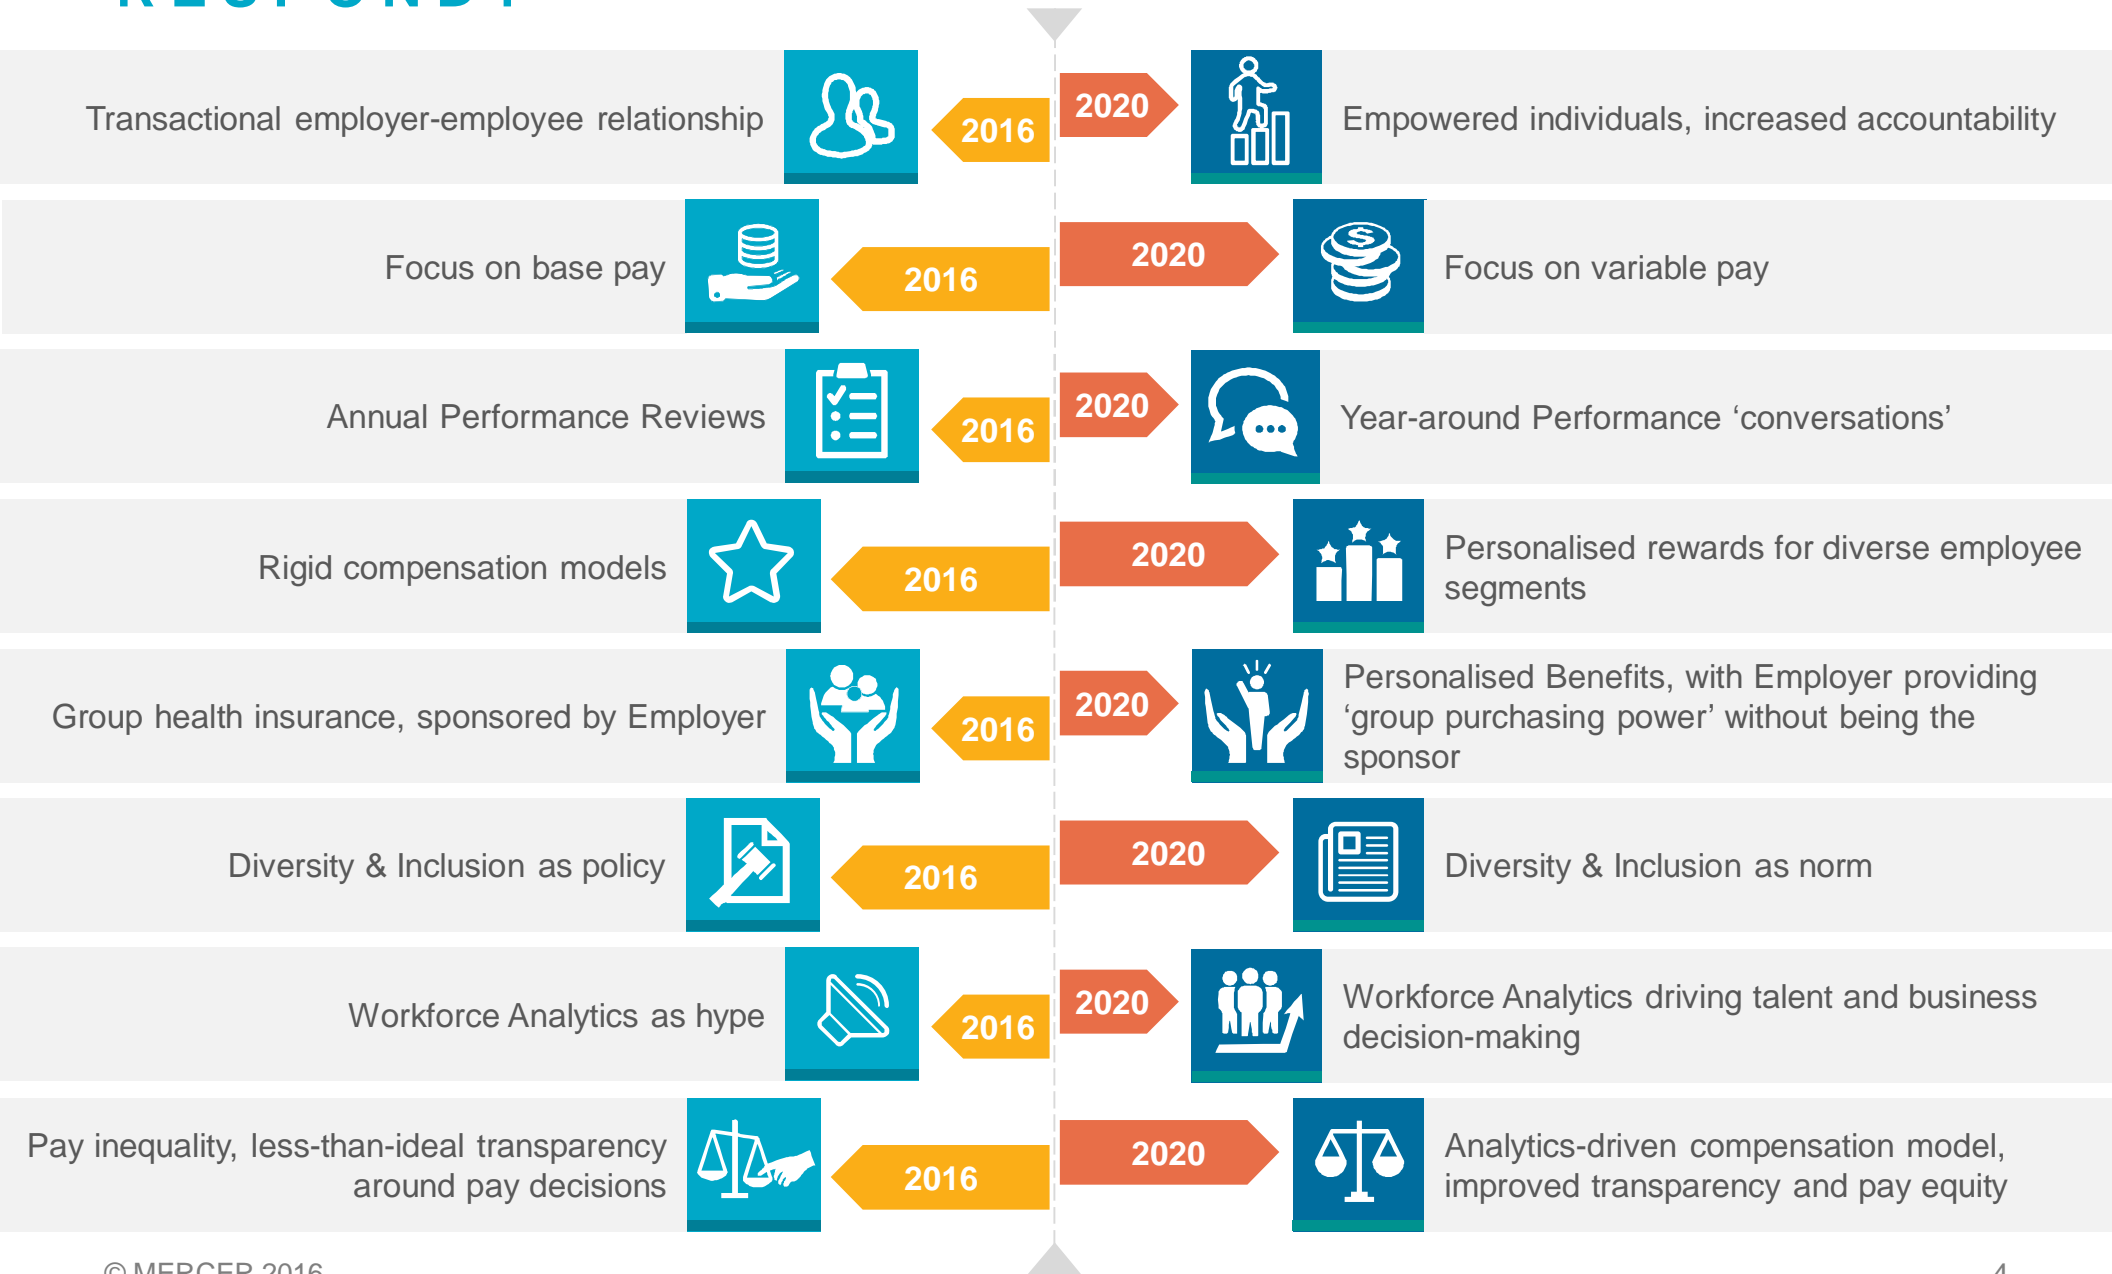 RESPOND?
Transactional employer-employee relationship
2016
2020
Empowered individuals, increased accountability
Focus on base pay
2016
2020
Focus on variable pay
Annual Performance Reviews
2016
2020
Year-around Performance ‘conversations’
Rigid compensation models
2016
2020
Personalised rewards for diverse employee
segments
Group health insurance, sponsored by Employer
2016
2020
Personalised Benefits, with Employer providing
‘group purchasing power’ without being the
sponsor
Diversity & Inclusion as policy
2016
2020
Diversity & Inclusion as norm
Workforce Analytics as hype
2016
2020
Workforce Analytics driving talent and business
decision-making
Pay inequality, less-than-ideal transparency
around pay decisions
2016
2020
Analytics-driven compensation model,
improved transparency and pay equity
© MERCER 2016
4